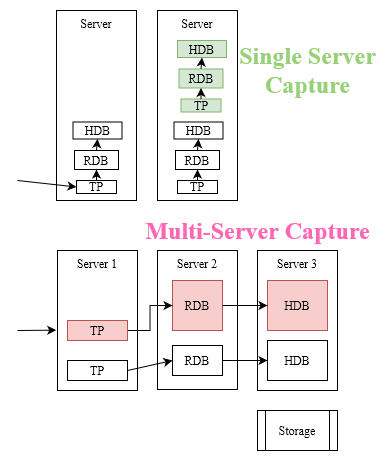 Server
HDB
RDB
TP
Server
HDB
RDB
TP
HDB
RDB
TP
Single Server
Capture
Multi-Server Capture
Server 1
TP
TP
Server 2
RDB
RDB
Server 3
HDB
HDB
Storage